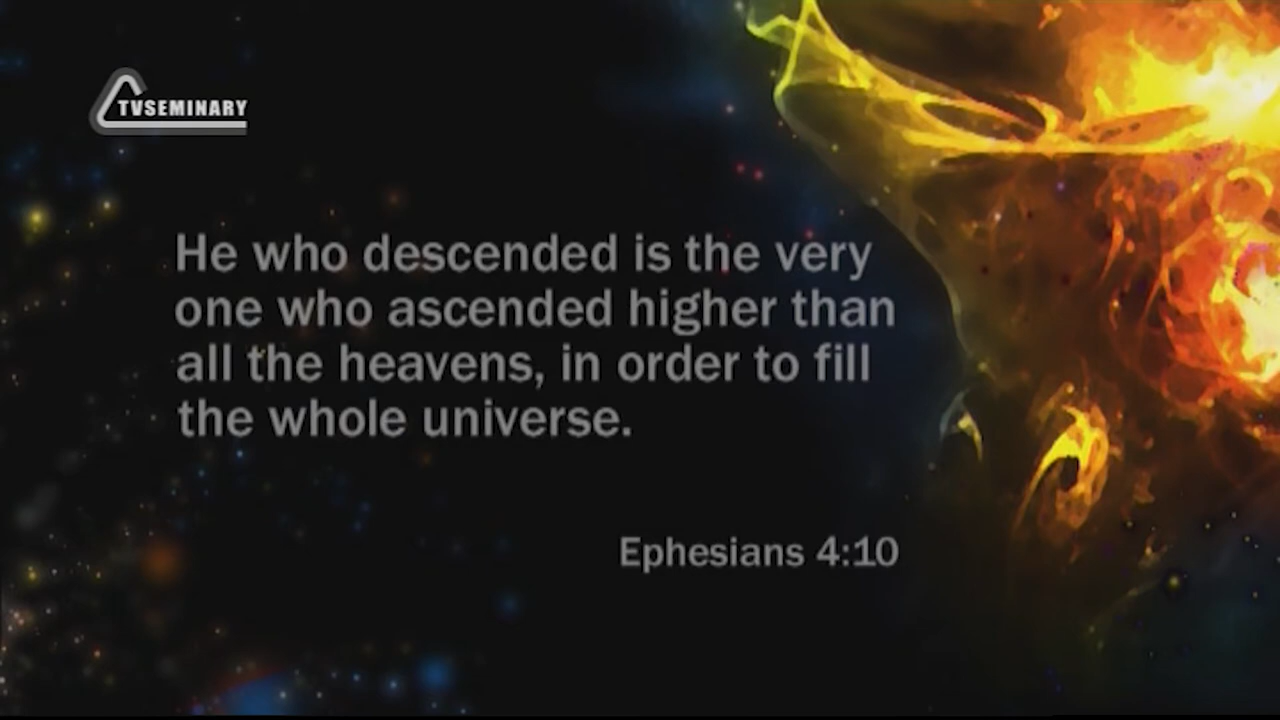 TVSEMINARY
He who descended is the very
one who ascended higher than
all the heavens, in order to fill
the whole universe.
Ephesians 4:10